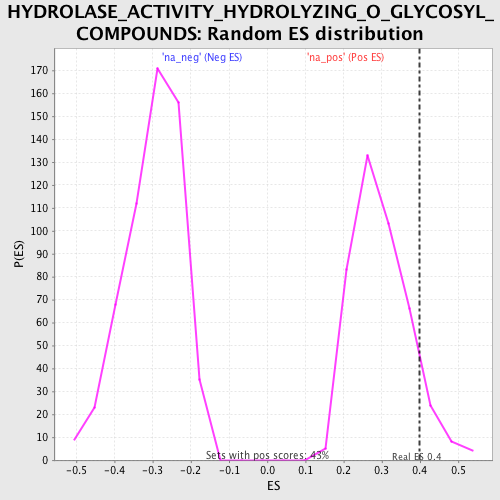 HYDROLASE_ACTIVITY_HYDROLYZING_O_GLYCOSYL_
COMPOUNDS: Random ES distribution
'na_neg' (Neg ES) 'na_pos' (Pos ES)
170
160
150
140
130
120
110
100
90
80
70
60
50
40
30
20
10
0
P(ES)
Sets with pos scores: 43% Real ES 0.4
-0.5 -0.4 -0.3 -0.2 -0.1 0.0 0.1 0.2 0.3 0.4 0.5
ES